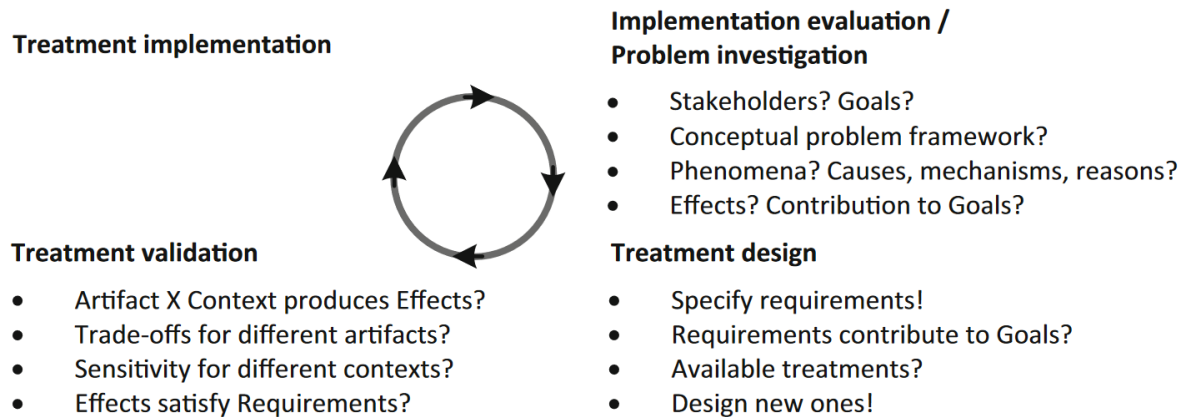 Treatment implementation
Implementation evaluation /
Problem investigation
• Stakeholders? Goals?
• Conceptual problem framework?
• Phenomena? Causes, mechanisms, reasons?
• Effects? Contribution to Goals?
Treatment validation
• Artifact X Context produces Effects?
• Trade-offs for different artifacts?
• Sensitivity for different contexts?
• Effects satisfy Requirements?
Treatment design
• Specify requirements!
• Requirements contribute to Goals?
• Available treatments?
• Design new ones!